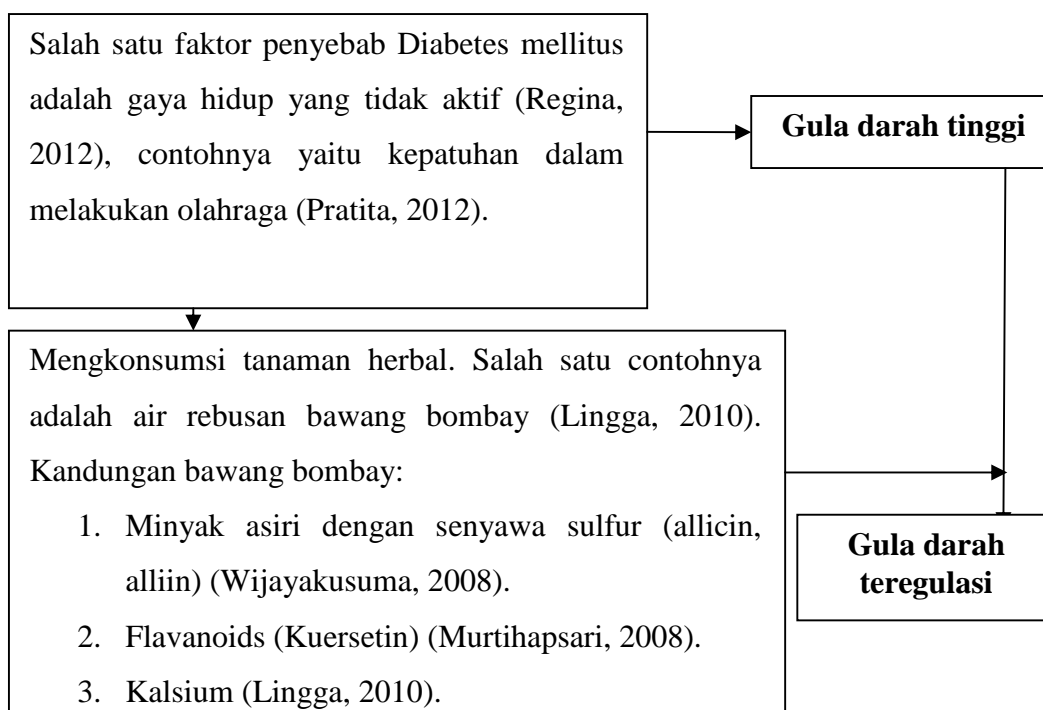 Salah satu faktor penyebab Diabetes mellitus
adalah gaya hidup yang tidak aktif (Regina,
2012), contohnya yaitu kepatuhan dalam
melakukan olahraga (Pratita, 2012).
Gula darah tinggi
Mengkonsumsi tanaman herbal. Salah satu contohnya
adalah air rebusan bawang bombay (Lingga, 2010).
Kandungan bawang bombay:
1. Minyak asiri dengan senyawa sulfur (allicin,
alliin) (Wijayakusuma, 2008).
2. Flavanoids (Kuersetin) (Murtihapsari, 2008).
3. Kalsium (Lingga, 2010).
Gula darah
teregulasi